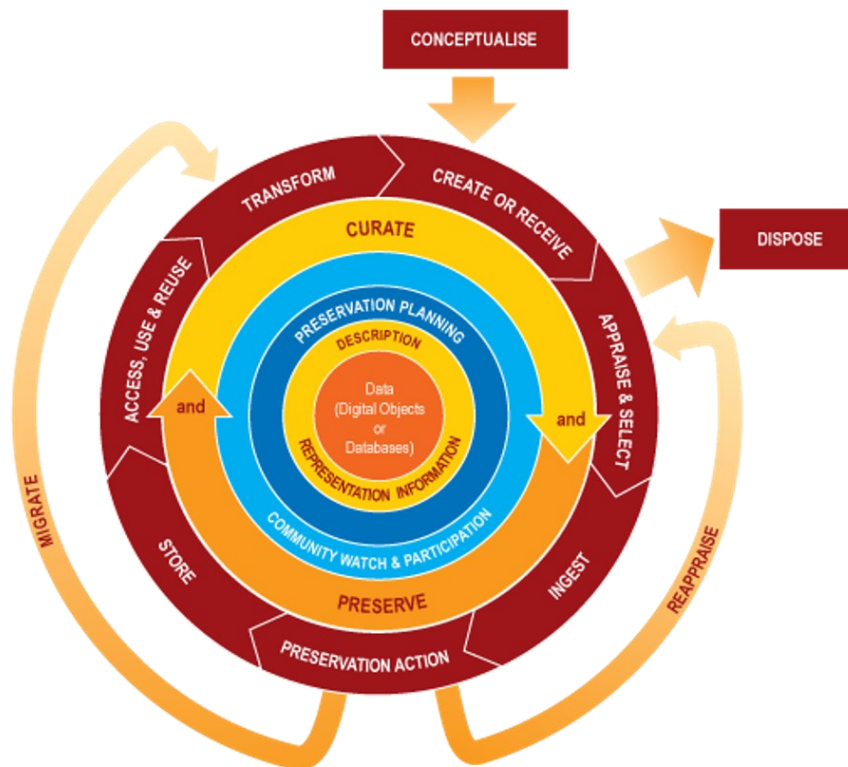 CONCEPTUALISE
CREATE OR RECEIVE
DISPOSE
APPRAISE & SELECT
REAPPRAISE
INGEST
PRESERVATION ACTION
STORE
MIGRATE
ACCESS, USE & REUSE
TRANSFORM
CURATE
and
PRESERVE
and
COMMUNITY WATCH & PARTICIPATION
PRESERVATION PLANNING
DESCRIPTION
REPRESENTATION INFORMATION
Data
(Digital Objects
or
Databases)